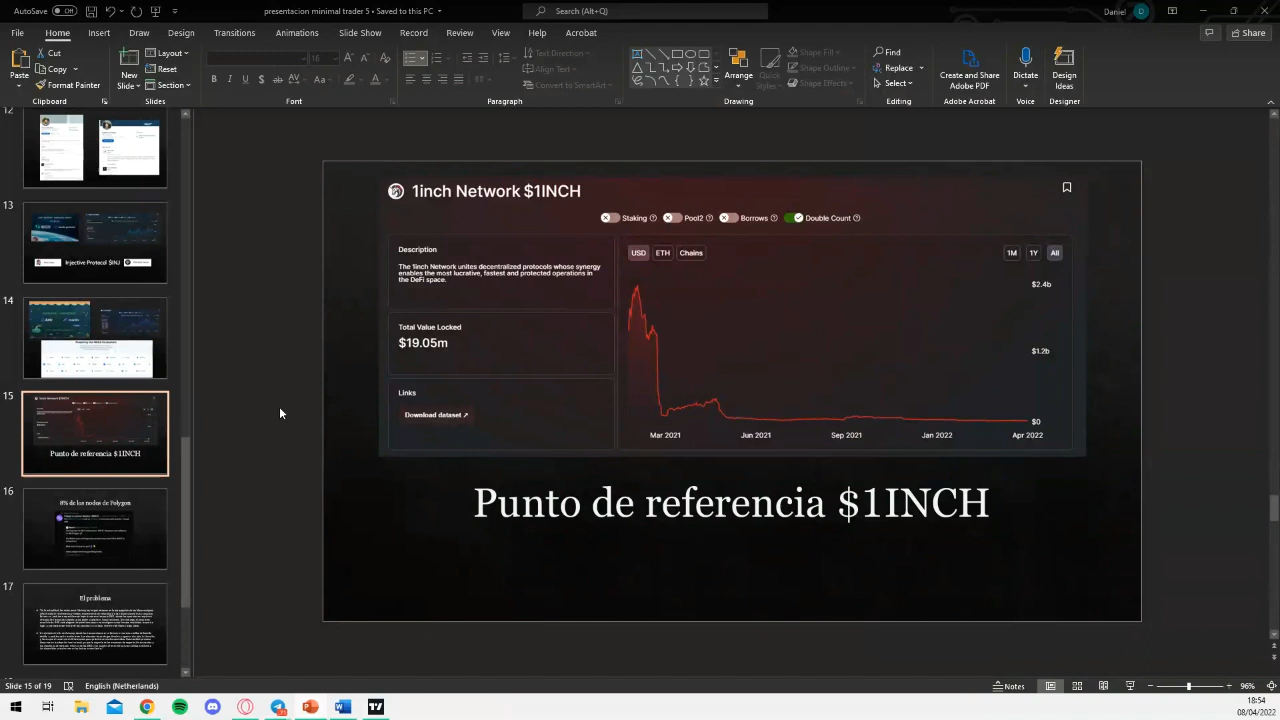 AutoSave Off
presentacion minimal trader 5 • Saved to this PC
Search (Alt+Q)
Daniel
D
File Home Insert Draw Design Transitions Animations Slide Show Record Review View Help Acrobat
Share
Paste
Cut
Copy
Format Painter
Clipboard
New
Slide
Layout
Reset
Section
Slides
16
Font
Text Direction
Align Text
Convert to SmartArt
Paragraph
Arrange
Quick
Styles
Shape Fill
Shape Outline
Shape Effects
Drawing
Find
Replace
Select
Editing
Create and Share
Adobe PDF
Adobe Acrobat
Dictate
Voice
Design
Ideas
Designer
12
13
Injective Protocol $INJ
14
15
1inch Network $1INCH
Punto de referencia $1INCH
16
8% de los nodos de Polygon
17
El problema
1inch Network $1INCH
Staking Pool2 Borrows Double Count
Description
The 1inch Network unites decentralized protocols whose synergy
enables the most lucrative, fastest and protected operations in
the DeFi space.
Total Value Locked
$19.05m
Links
Download dataset ↗
USD ETH Chains
1M 1Y All
$2.4b
$1.2b
$0
Mar 2021 Jun 2021 Sep 2021 Jan 2022 Apr 2022
Punto de referencia $1INCH
Slide 15 of 19
English (Netherlands)
Notes
96%
18:54
08/04/2022